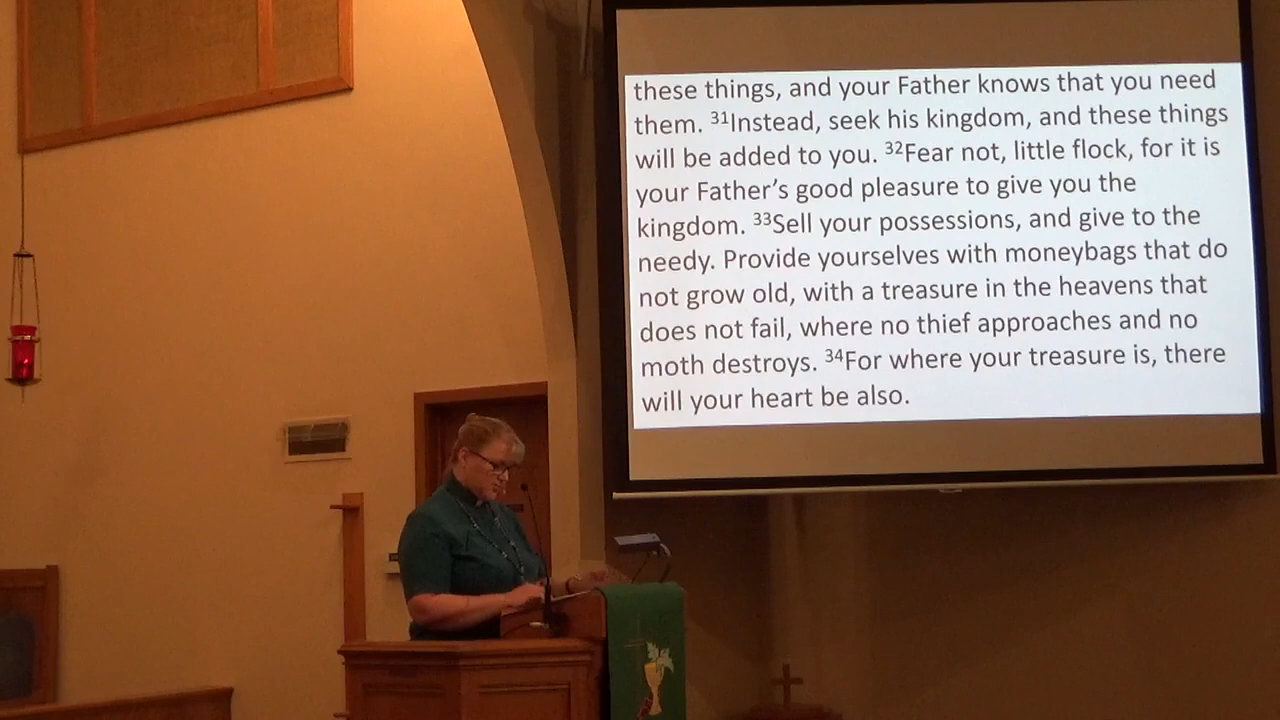 these things, and your Father knows that you need
them. ³¹Instead, seek his kingdom, and these things
will be added to you. ³²Fear not, little flock, for it is
your Father’s good pleasure to give you the
kingdom. ³³Sell your possessions, and give to the
needy. Provide yourselves with moneybags that do
not grow old, with a treasure in the heavens that
does not fail, where no thief approaches and no
moth destroys. ³⁴For where your treasure is, there
will your heart be also.